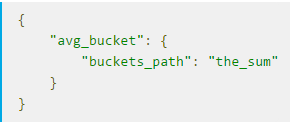 {
    "avg_bucket": {
        "buckets_path": "the_sum"
    }
}